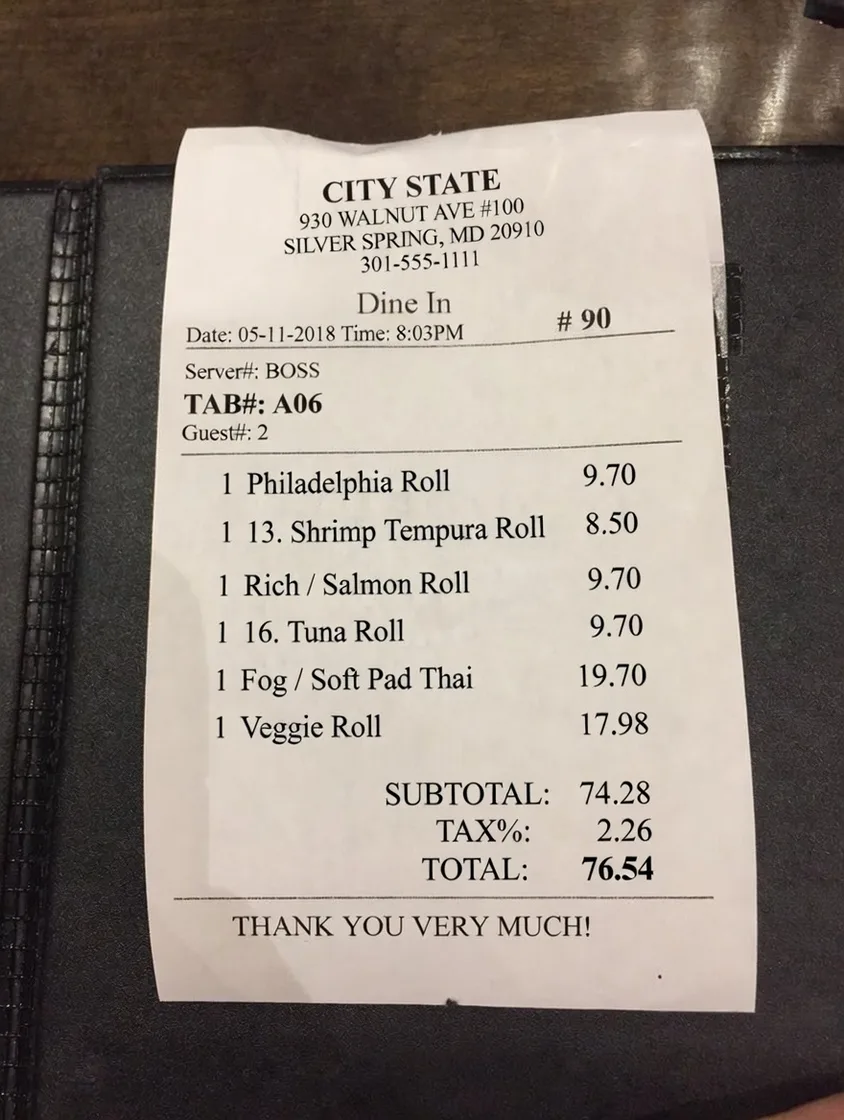 CITY STATE
930 WALNUT AVE #100
SILVER SPRING, MD 20910
301-555-1111
Dine In
# 90
Date: 05-11-2018 Time: 8:03PM
Server#: BOSS
TAB#: A06
Guest#: 2
1 Philadelphia Roll 9.70
1 13. Shrimp Tempura Roll 8.50
1 Rich / Salmon Roll 9.70
1 16. Tuna Roll 9.70
1 Fog / Soft Pad Thai 19.70
1 Veggie Roll 17.98
SUBTOTAL: 74.28
TAX%: 2.26
TOTAL: 76.54
THANK YOU VERY MUCH!